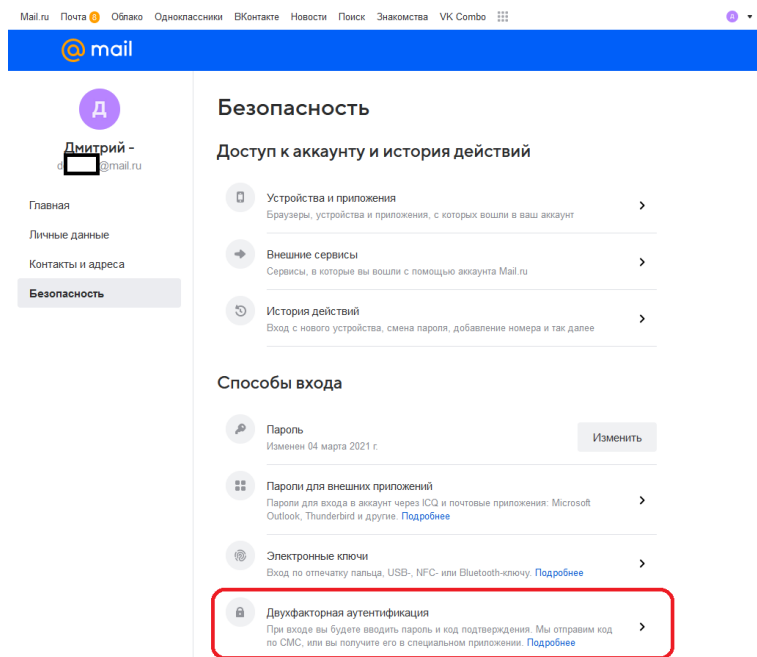 Mail.ru Почта 8 Облако Одноклассники ВКонтакте Новости Поиск Знакомства VK Combo Д
@mail
Д
Дмитрий -
@mail.ru
Главная
Личные данные
Контакты и адреса
Безопасность
Безопасность
Доступ к аккаунту и история действий
Устройства и приложения
Браузеры, устройства и приложения, с которых вошли в ваш аккаунт
Внешние сервисы
Сервисы, в которые вы вошли с помощью аккаунта Mail.ru
История действий
Вход с нового устройства, смена пароля, добавление номера и так далее
Способы входа
Пароль
Изменен 04 марта 2021 г.
Изменить
Пароли для внешних приложений
Пароли для входа в аккаунт через ICQ и почтовые приложения: Microsoft
Outlook, Thunderbird и другие. Подробнее
Электронные ключи
Вход по отпечатку пальца, USB-, NFC- или Bluetooth-ключу. Подробнее
Двухфакторная аутентификация
При входе вы будете вводить пароль и код подтверждения. Мы отправим код
по СМС, или вы получите его в специальном приложении. Подробнее